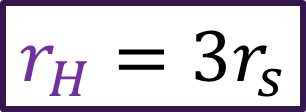 r_H = 3r_s